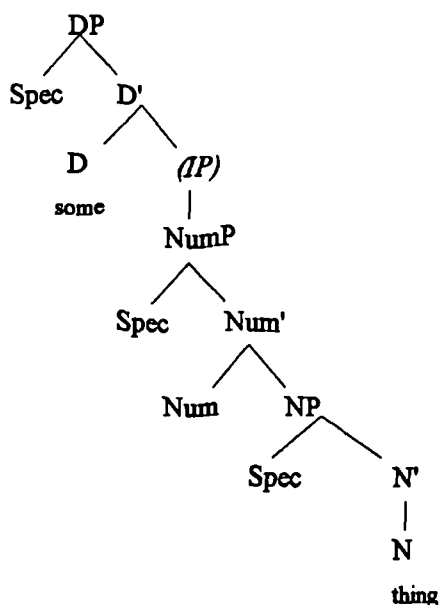 DP
Spec D'
D (IP)
some
NumP
Spec Num'
Num NP
Spec N'
N
thing